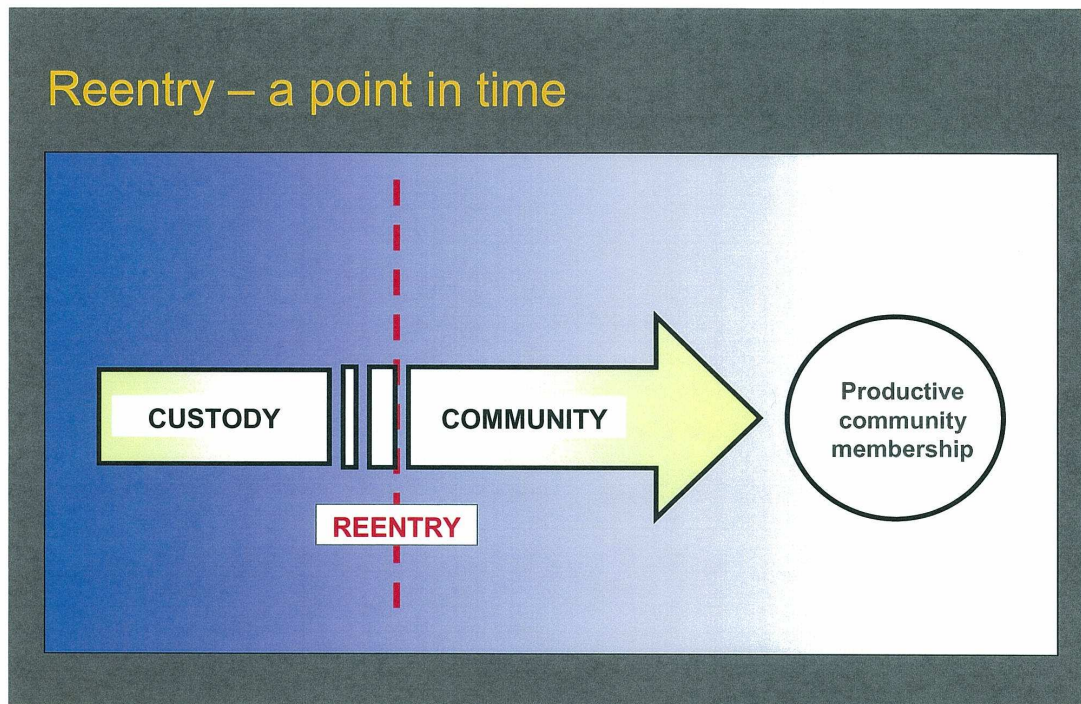 Reentry – a point in time
CUSTODY
COMMUNITY
REENTRY
Productive
community
membership